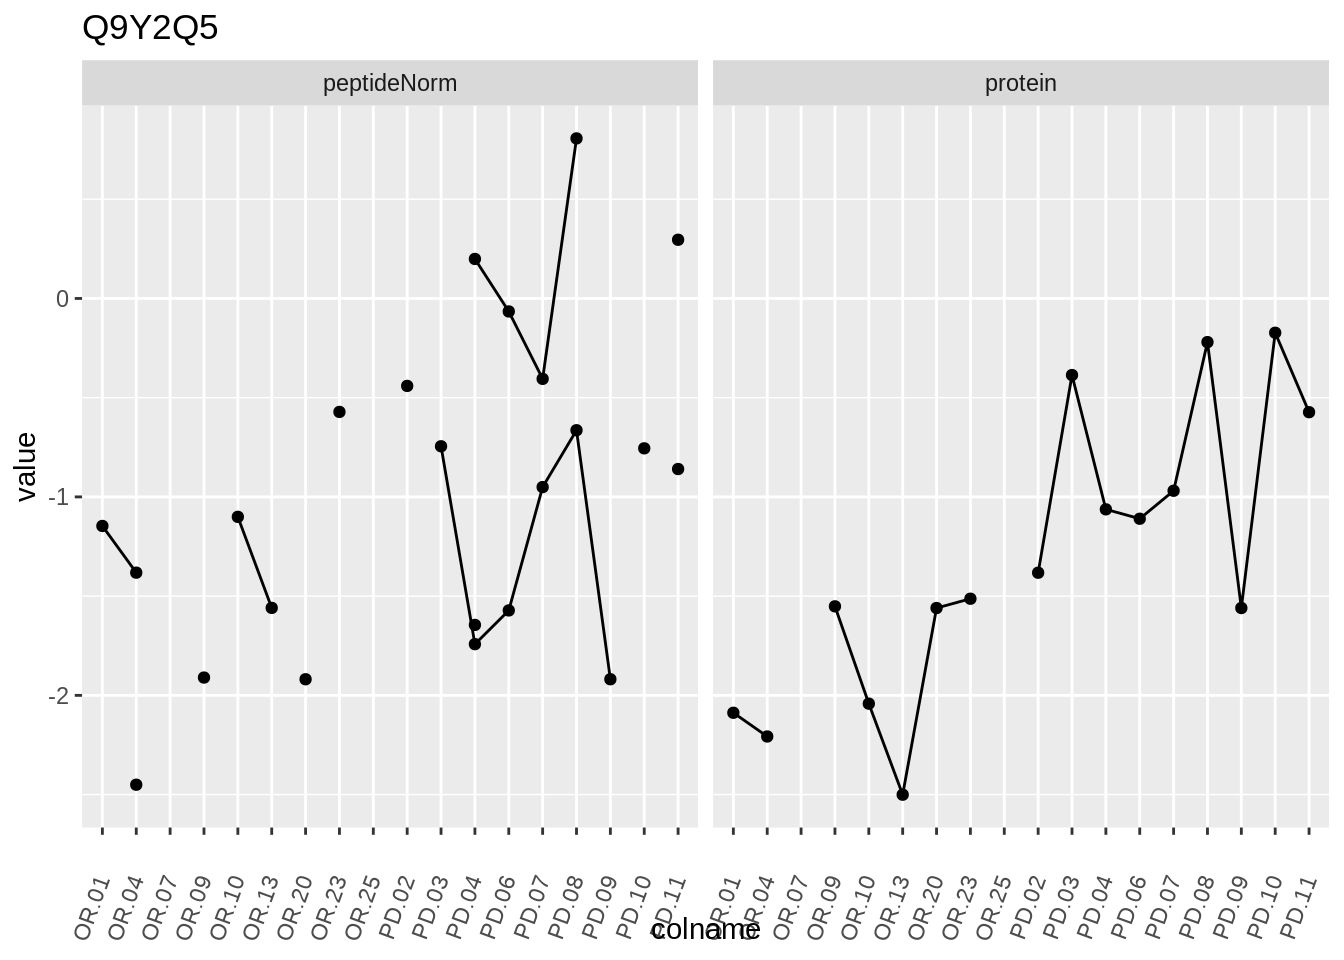 Q9Y2Q5
peptideNorm protein
value
0
-1
-2
OR.01 OR.04 OR.07 OR.09 OR.10 OR.13 OR.20 OR.23 OR.25 PD.02 PD.03 PD.04 PD.06 PD.07 PD.08 PD.09 PD.10 PD.11 OR.01 OR.04 OR.07 OR.09 OR.10 OR.13 OR.20 OR.23 OR.25 PD.02 PD.03 PD.04 PD.06 PD.07 PD.08 PD.09 PD.10 PD.11
colname